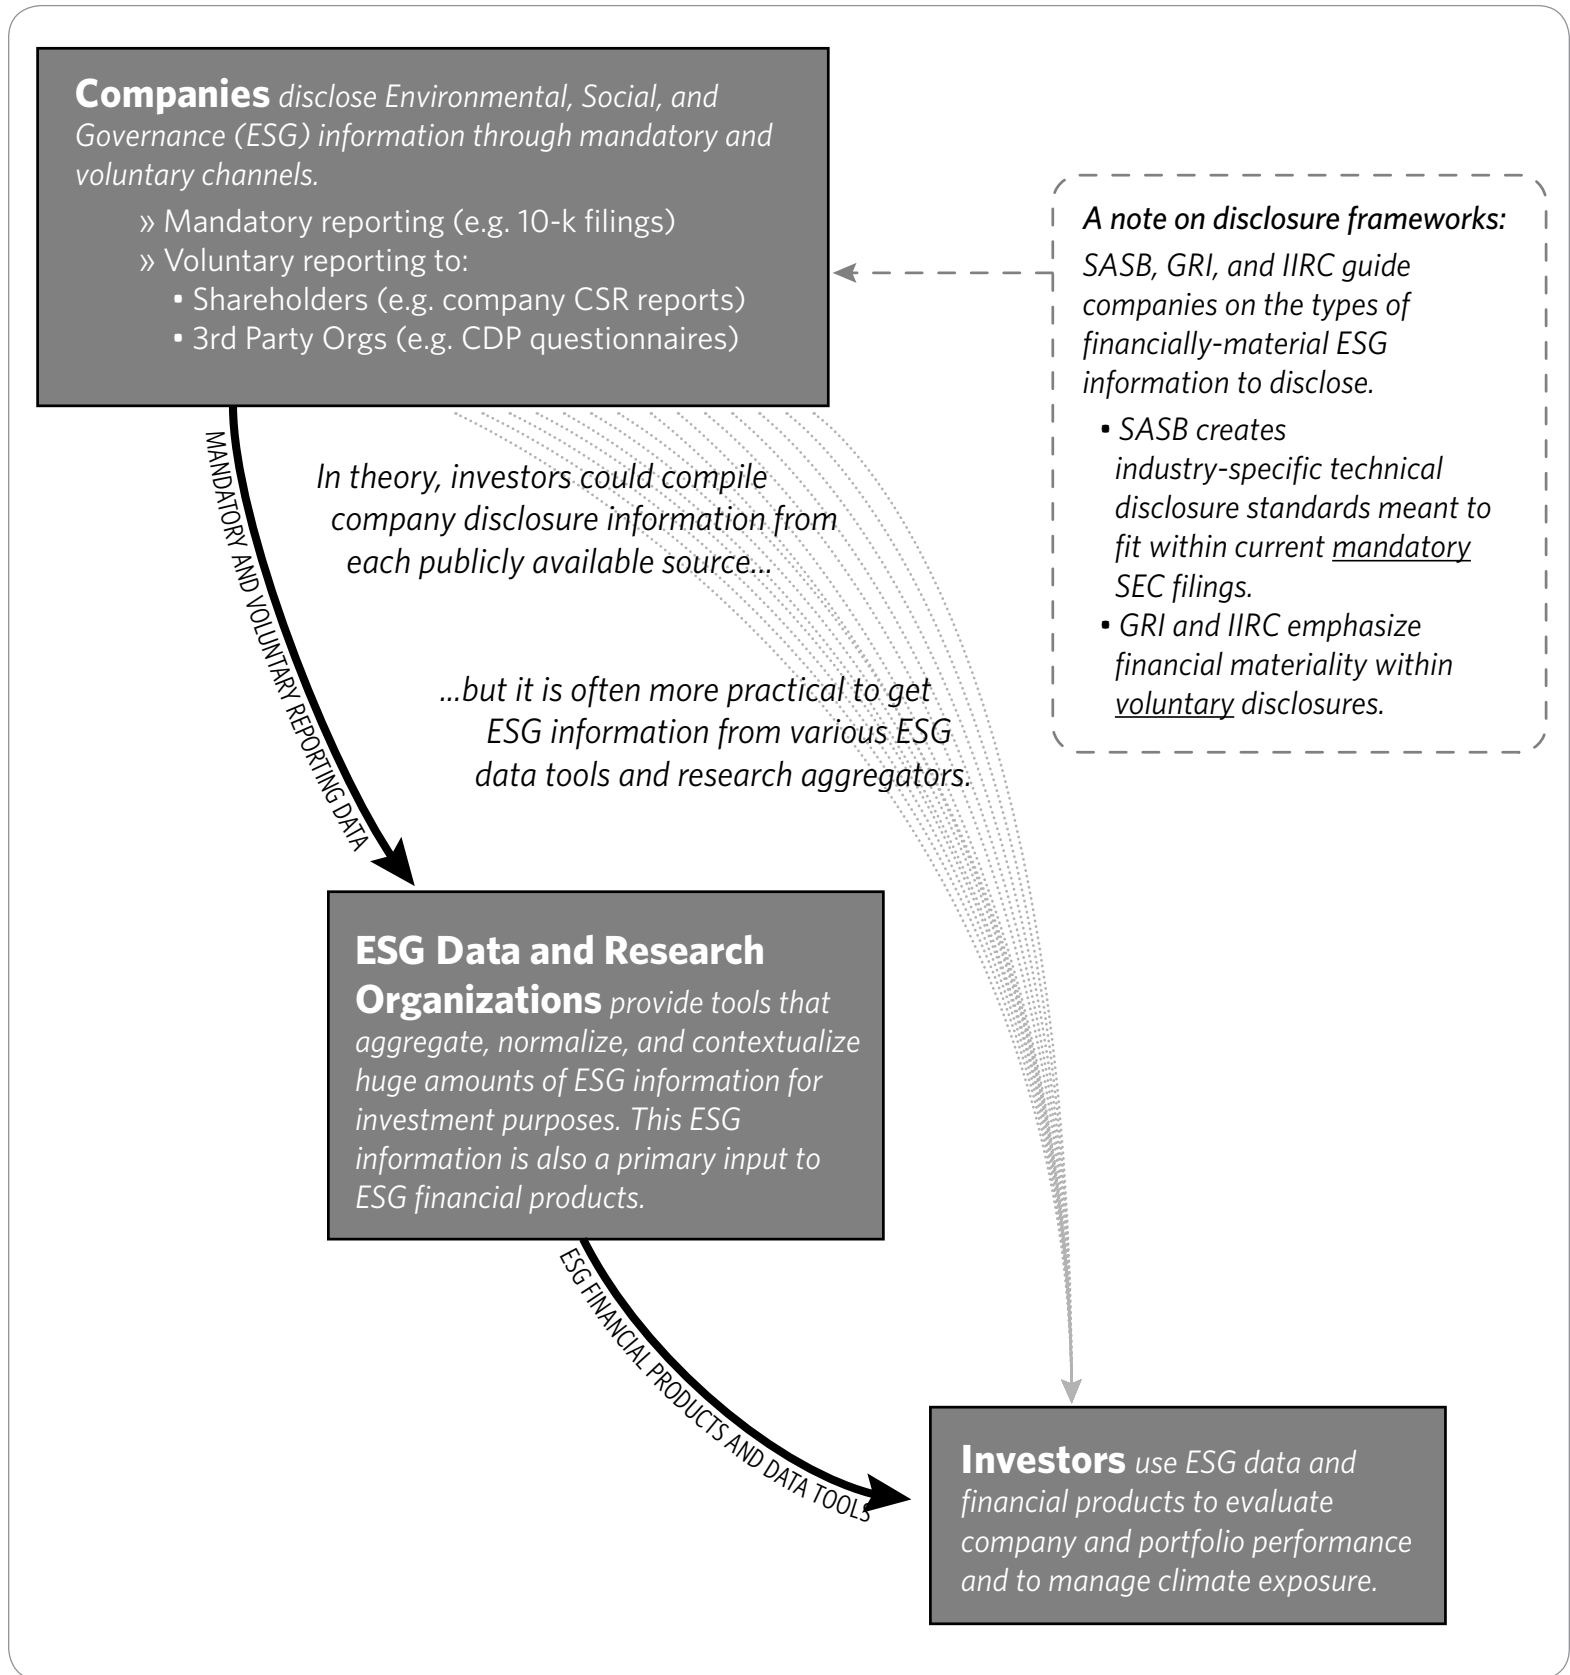 Companies disclose Environmental, Social, and
Governance (ESG) information through mandatory and
voluntary channels.
» Mandatory reporting (e.g. 10-k filings)
» Voluntary reporting to:
• Shareholders (e.g. company CSR reports)
• 3rd Party Orgs (e.g. CDP questionnaires)
A note on disclosure frameworks:
SASB, GRI, and IIRC guide
companies on the types of
financially-material ESG
information to disclose.
• SASB creates
industry-specific technical
disclosure standards meant to
fit within current mandatory
SEC filings.
• GRI and IIRC emphasize
financial materiality within
voluntary disclosures.
MANDATORY AND VOLUNTARY REPORTING DATA
In theory, investors could compile
company disclosure information from
each publicly available source...
...but it is often more practical to get
ESG information from various ESG
data tools and research aggregators.
ESG Data and Research
Organizations provide tools that
aggregate, normalize, and contextualize
huge amounts of ESG information for
investment purposes. This ESG
information is also a primary input to
ESG financial products.
ESG FINANCIAL PRODUCTS AND DATA TOOLS
Investors use ESG data and
financial products to evaluate
company and portfolio performance
and to manage climate exposure.